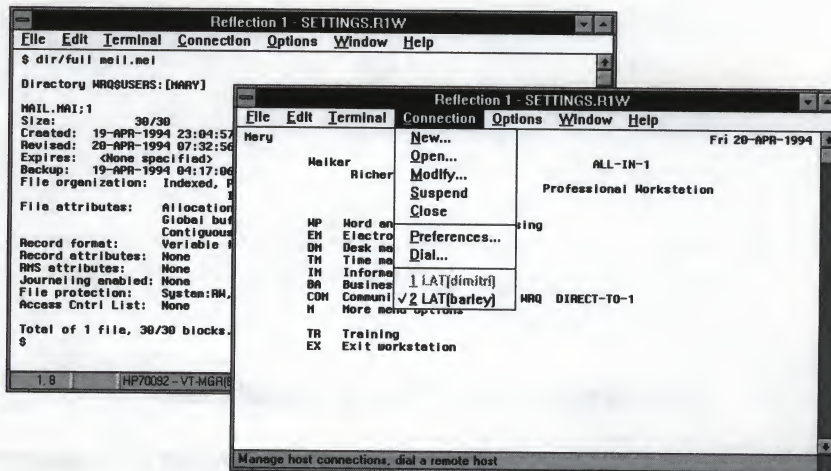 Reflection 1 - SETTINGS.R1W
File Edit Terminal Connection Options Window Help
$ dir/full mail.mai
Directory WRQ$USERS:[MARY]
MAIL.MAI;1
Size: 30/30
Created: 19-APR-1994 23:04:57
Revised: 20-APR-1994 07:32:56
Expires: <None specified>
Backup: 19-APR-1994 04:17:06
File organization: Indexed, P
File attributes: Allocation
Global buf
Contiguous
Record format: Variable
Record attributes: None
RMS attributes: None
Journaling enabled: None
File protection: System:RW,
Access Cntrl List: None
Total of 1 file, 30/30 blocks.
$
1, 8 HP70092 – VT-MGR(
Reflection 1 - SETTINGS.R1W
File Edit Terminal Connection Options Window Help
Mary Fri 20-APR-1994
Walker ALL-IN-1
Richer Professional Workstation
WP Word an sing
EM Electro
DM Desk ma
TM Time ma
IM Informa
BA Busines
COM Communi WRQ DIRECT-TO-1
M More menu options
TR Training
EX Exit workstation
New...
Open...
Modify...
Suspend
Close
Preferences...
Dial...
1 LAT(dimitri)
✓ 2 LAT(barley)
Manage host connections, dial a remote host